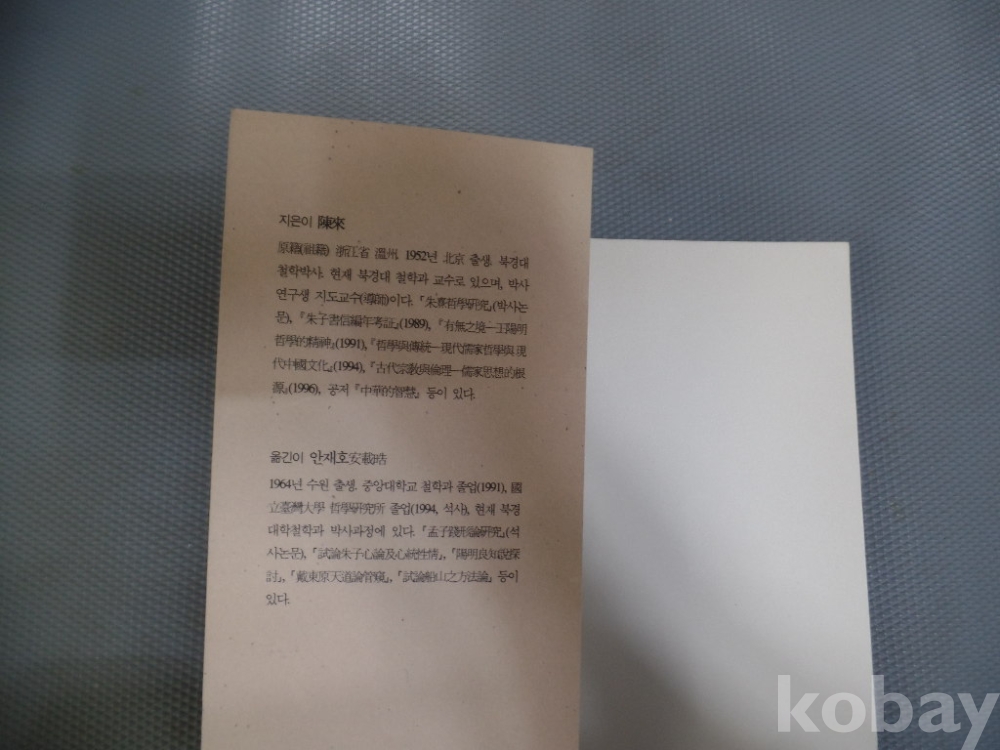 지은이 陳來
原籍(祖籍) 浙江省 溫州. 1952년 北京 출생. 북경대
철학박사. 현재 북경대 철학과 교수로 있으며, 박사
연구생 지도교수(導師)이다. 『朱熹哲學硏究』(박사논
문), 『朱子書信編年考証』(1989), 『有無之境―王陽明
哲學的精神』(1991), 『哲學與傳統―現代儒家哲學與 現
代中國文化』(1994), 『古代宗敎與倫理―儒家思想的根
源』(1996), 공저 『中華的智慧』 등이 있다.
옮긴이 안재호安載晧
1964년 수원 출생. 중앙대학교 철학과 졸업(1991), 國
立臺灣大學 哲學硏究所 졸업(1994, 석사), 현재 북경
대학철학과 박사과정에 있다. 「孟子踐形論硏究」(석
사논문), 「試論朱子心論及心統性情」, 「陽明良知說探
討」, 「戴東原天道論管窺」, 「試論船山之方法論」 등이
있다.
kobay